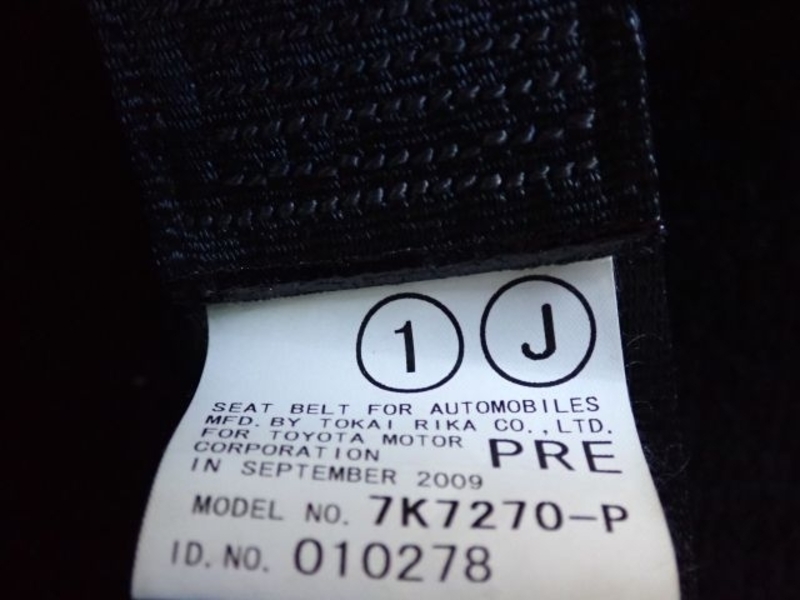 1 J
SEAT BELT FOR AUTOMOBILES
MFD. BY TOKAI RIKA CO., LTD.
FOR TOYOTA MOTOR
CORPORATION PRE
IN SEPTEMBER 2009
MODEL NO. 7K7270-P
ID. NO. 010278